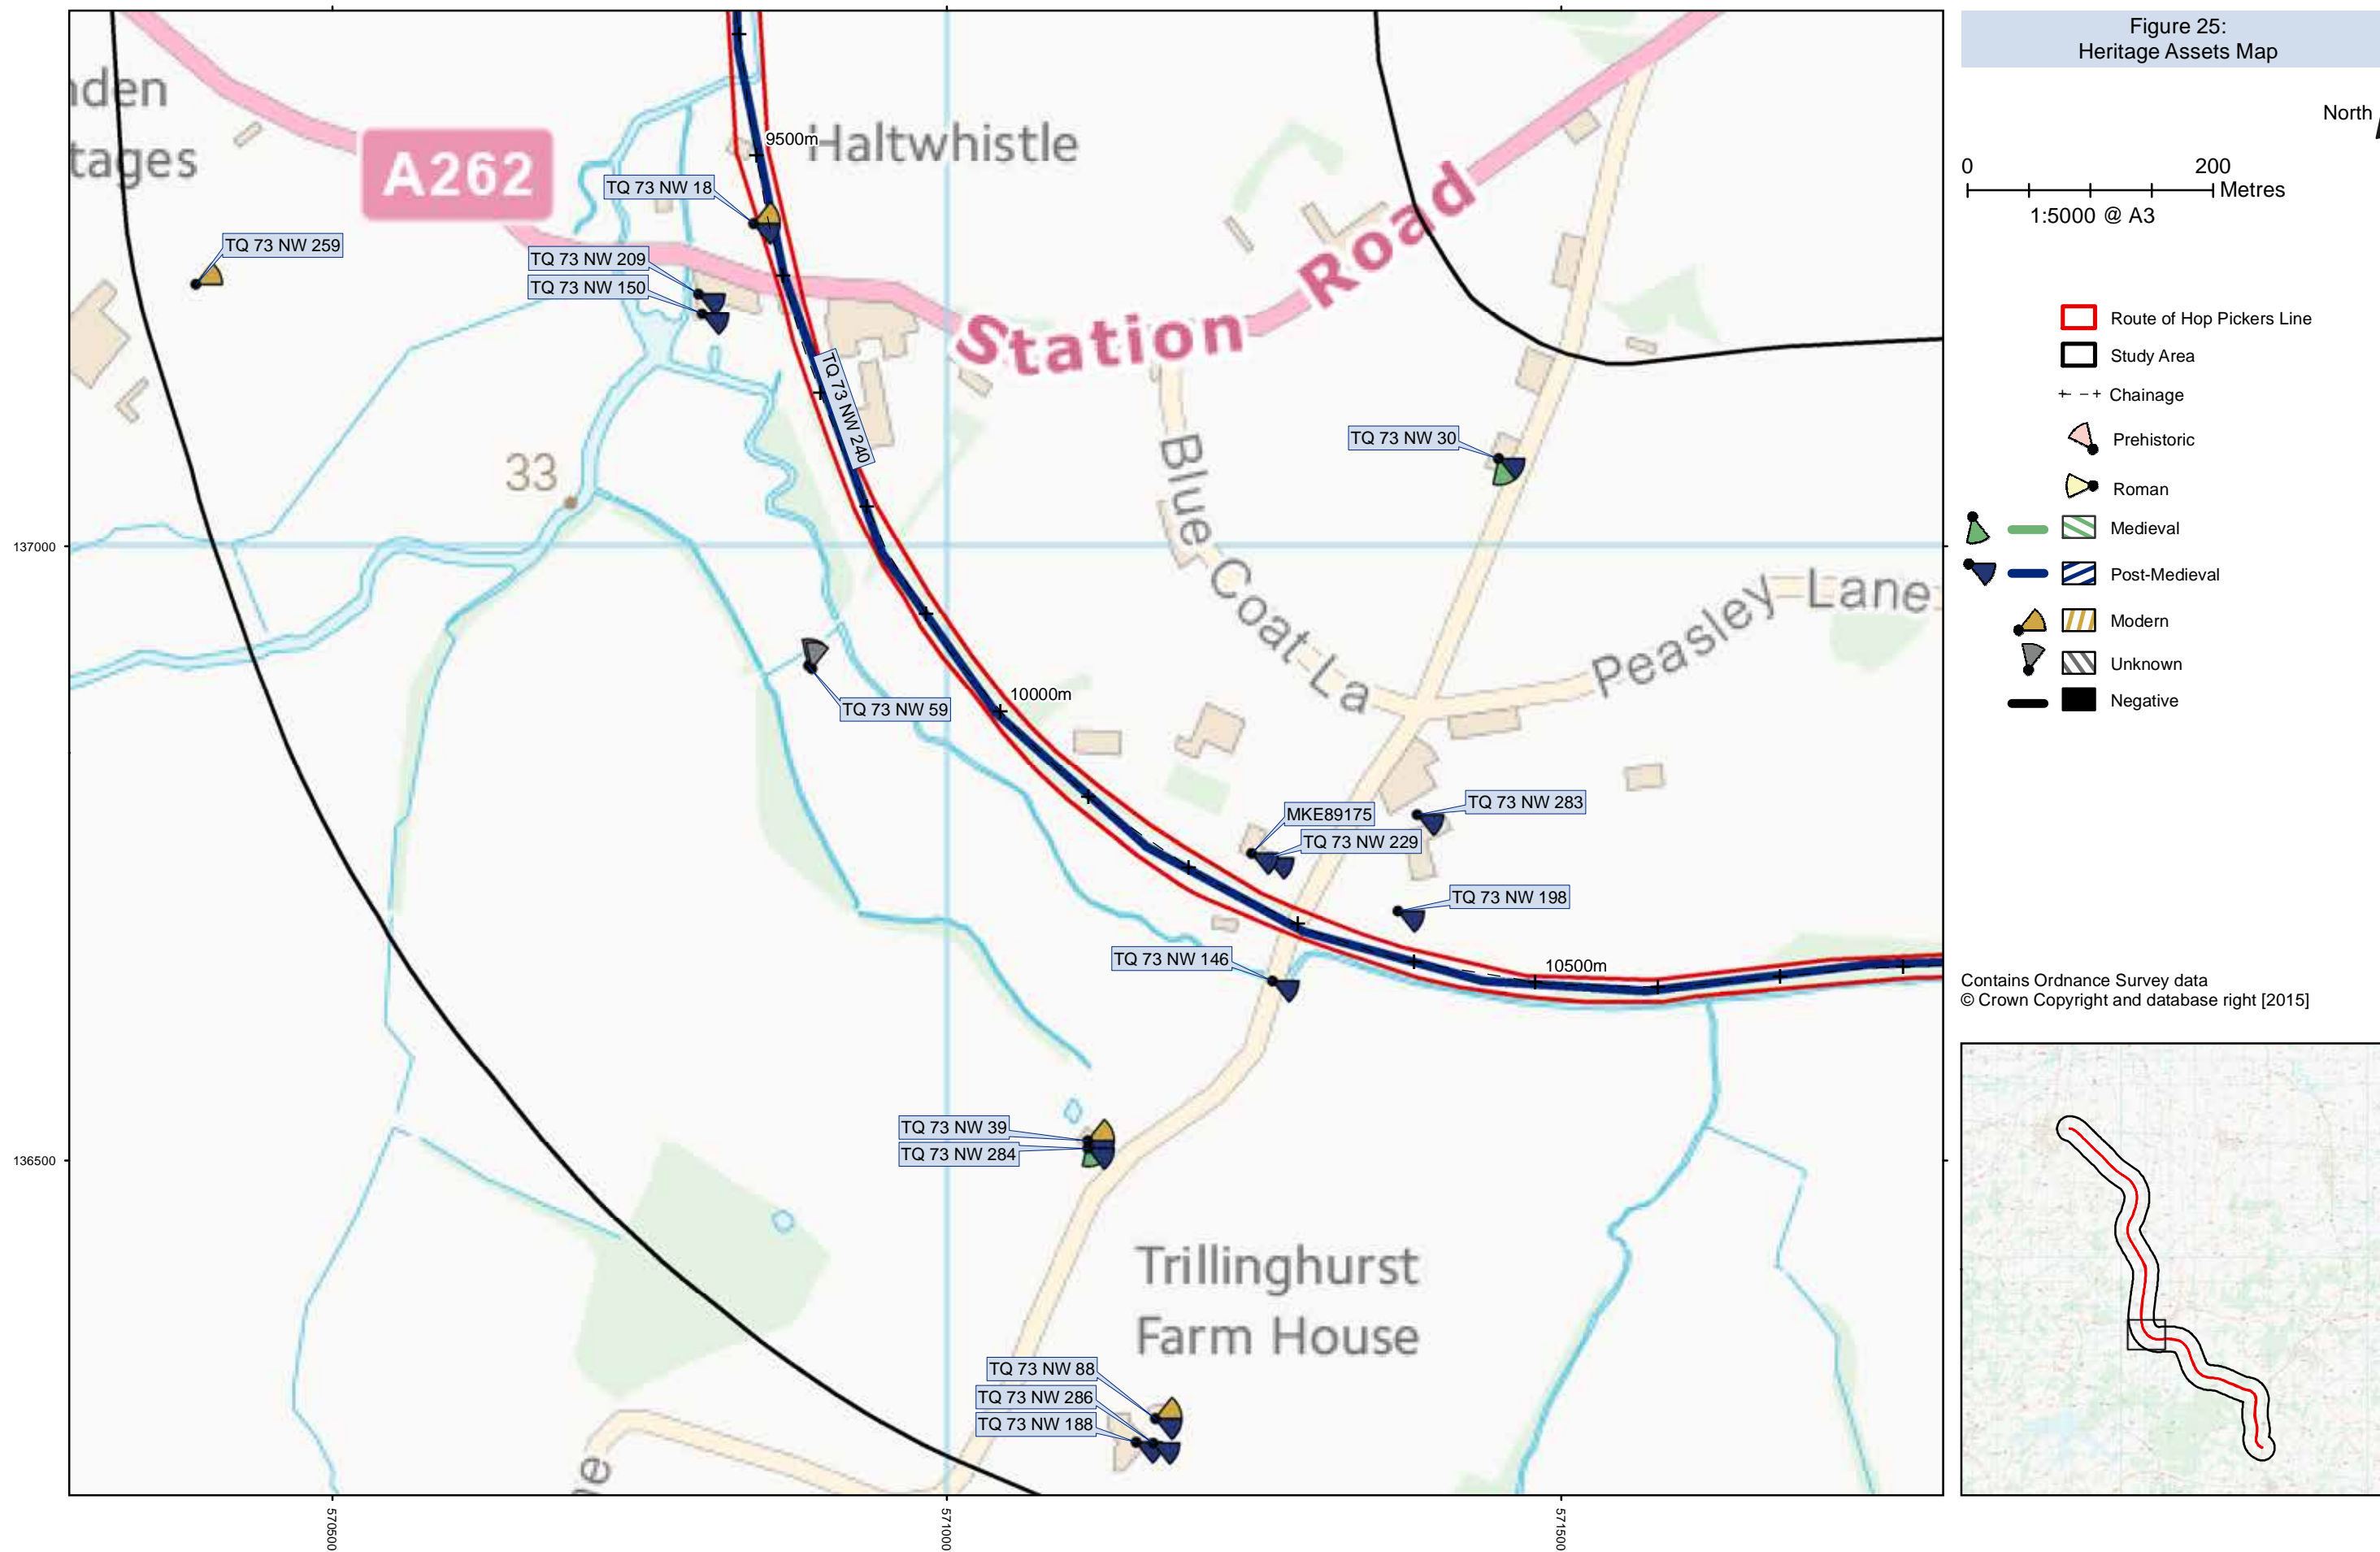 Figure 25:
Heritage Assets Map
North
0 200
Metres
1:5000 @ A3
Route of Hop Pickers Line
Study Area
Chainage
Prehistoric
Roman
Medieval
Post-Medieval
Modern
Unknown
Negative
Contains Ordnance Survey data
© Crown Copyright and database right [2015]
tages
A262
Haltwhistle
9500m
TQ 73 NW 18
TQ 73 NW 259
TQ 73 NW 209
TQ 73 NW 150
TQ 73 NW 240
Station Road
TQ 73 NW 30
33
Blue Coat La
Peasley Lane
137000
TQ 73 NW 59
10000m
MKE89175
TQ 73 NW 283
TQ 73 NW 229
TQ 73 NW 198
TQ 73 NW 146
10500m
TQ 73 NW 39
TQ 73 NW 284
136500
Trillinghurst
Farm House
TQ 73 NW 88
TQ 73 NW 286
TQ 73 NW 188
ne
570500
571000
571500